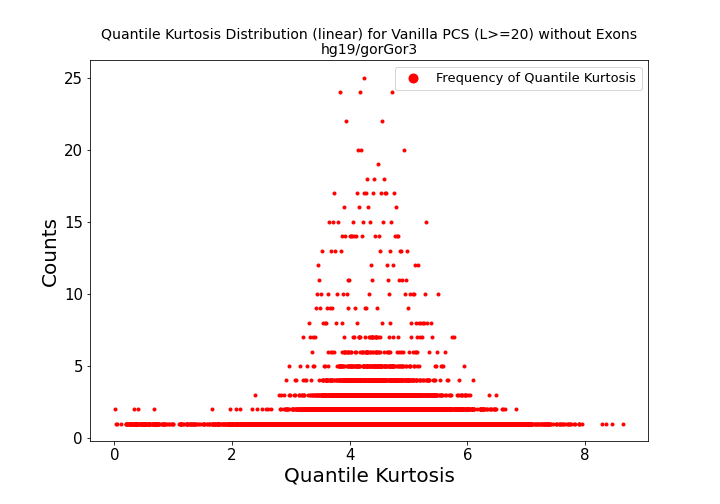 Quantile Kurtosis Distribution (linear) for Vanilla PCS (L>=20) without Exons
hg19/gorGor3
Frequency of Quantile Kurtosis
Counts
25
20
15
10
5
0
0 2 4 6 8
Quantile Kurtosis